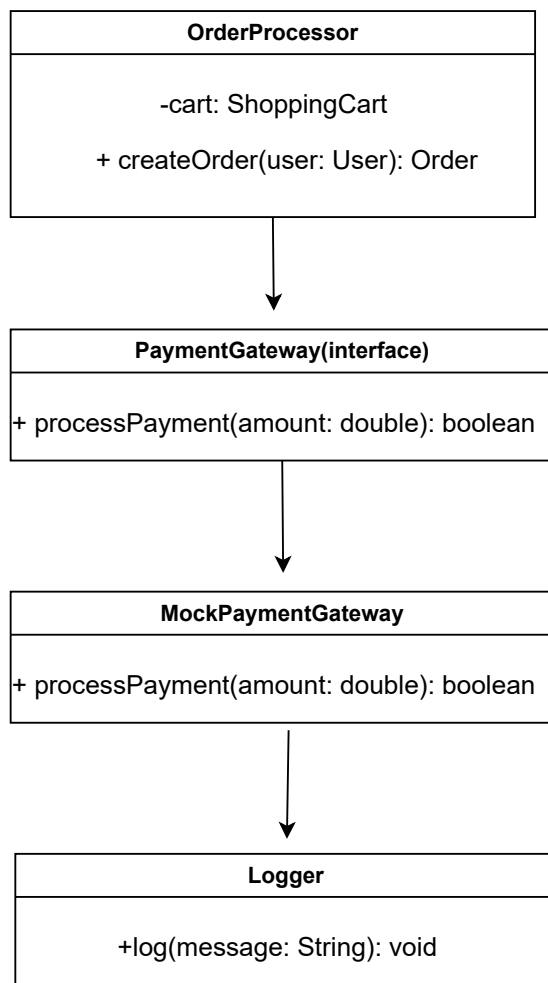 OrderProcessor
-cart: ShoppingCart
+ createOrder(user: User): Order
PaymentGateway(interface)
+ processPayment(amount: double): boolean
MockPaymentGateway
+ processPayment(amount: double): boolean
Logger
+log(message: String): void